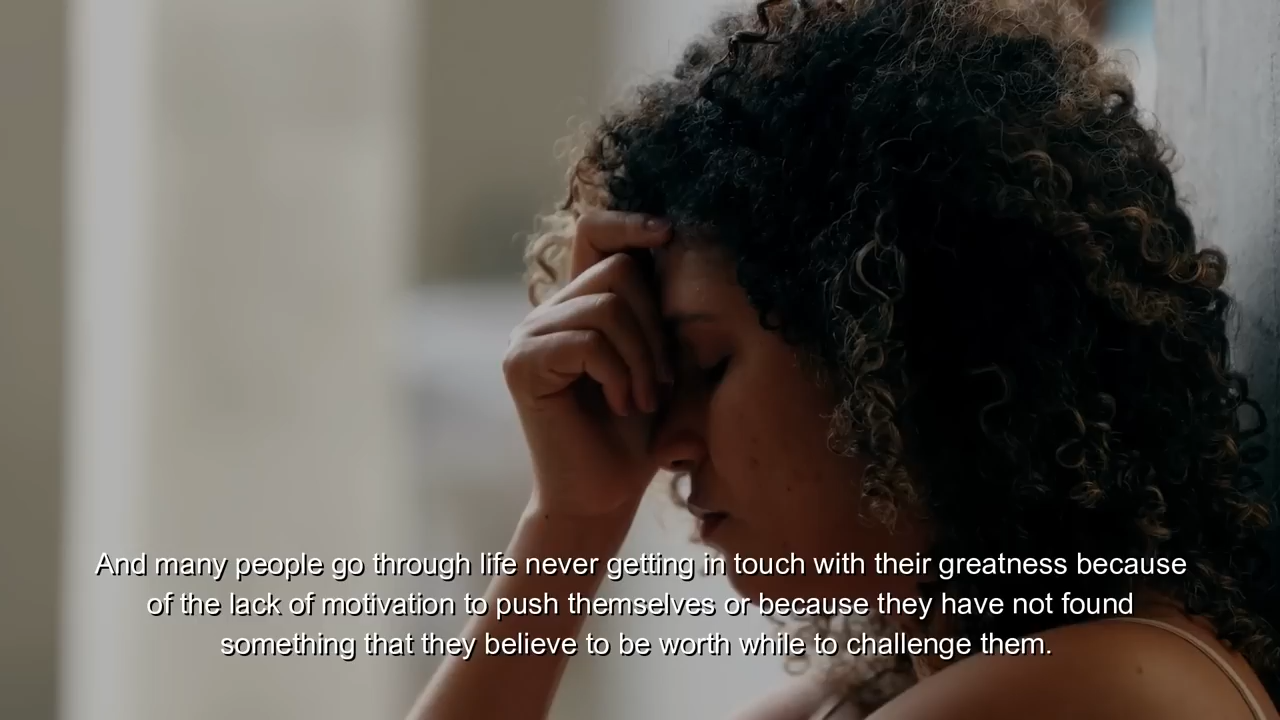 And many people go through life never getting in touch with their greatness because
of the lack of motivation to push themselves or because they have not found
something that they believe to be worth while to challenge them.